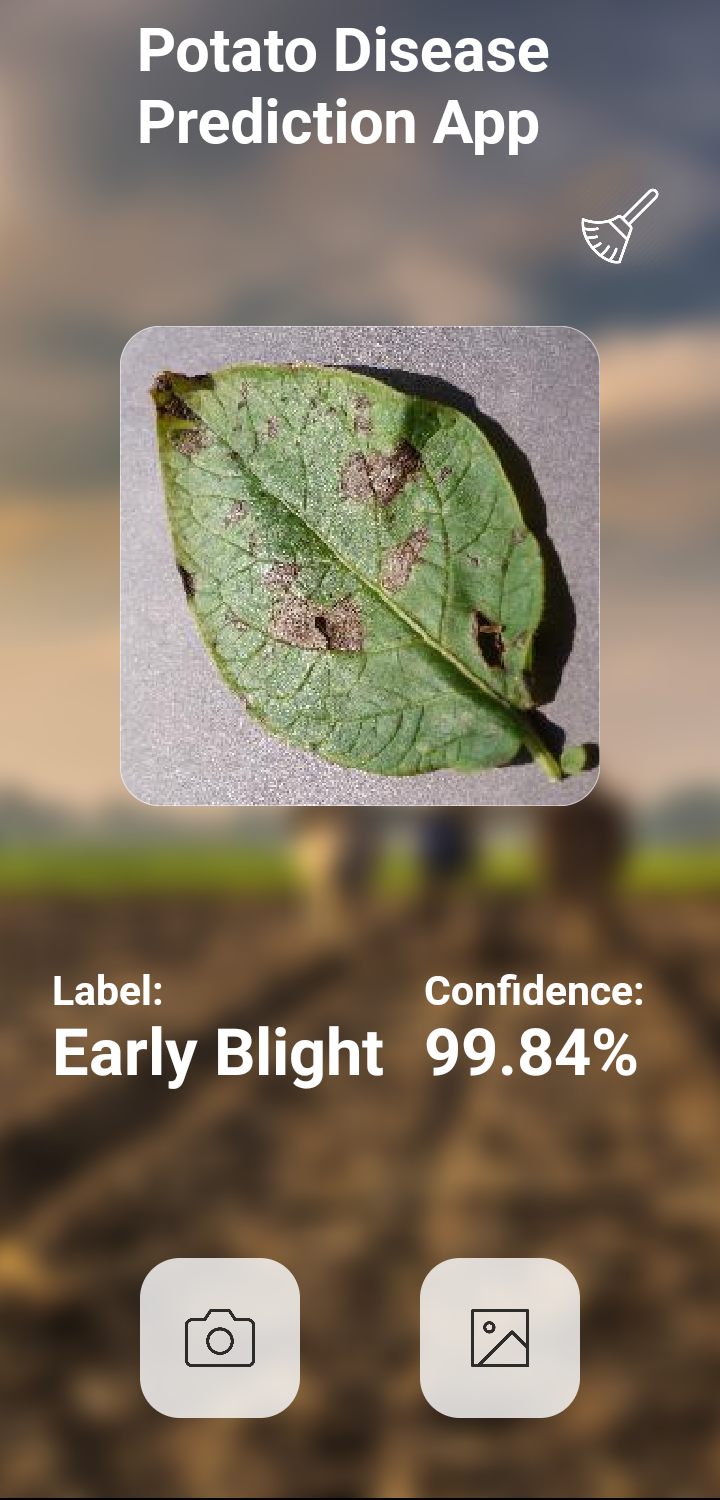 Potato Disease
Prediction App
Label:
Confidence:
Early Blight
99.84%